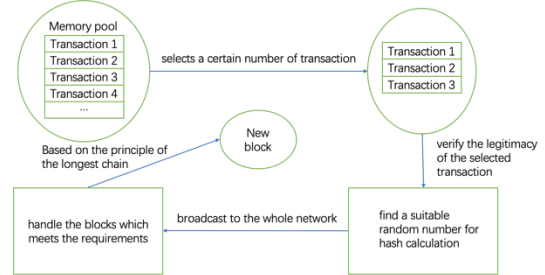 Memory pool
Transaction 1
Transaction 2
Transaction 3
Transaction 4
...
selects a certain number of transaction
Transaction 1
Transaction 2
Transaction 3
verify the legitimacy
of the selected
transaction
find a suitable
random number for
hash calculation
broadcast to the whole network
handle the blocks which
meets the requirements
Based on the principle of
the longest chain
New
block